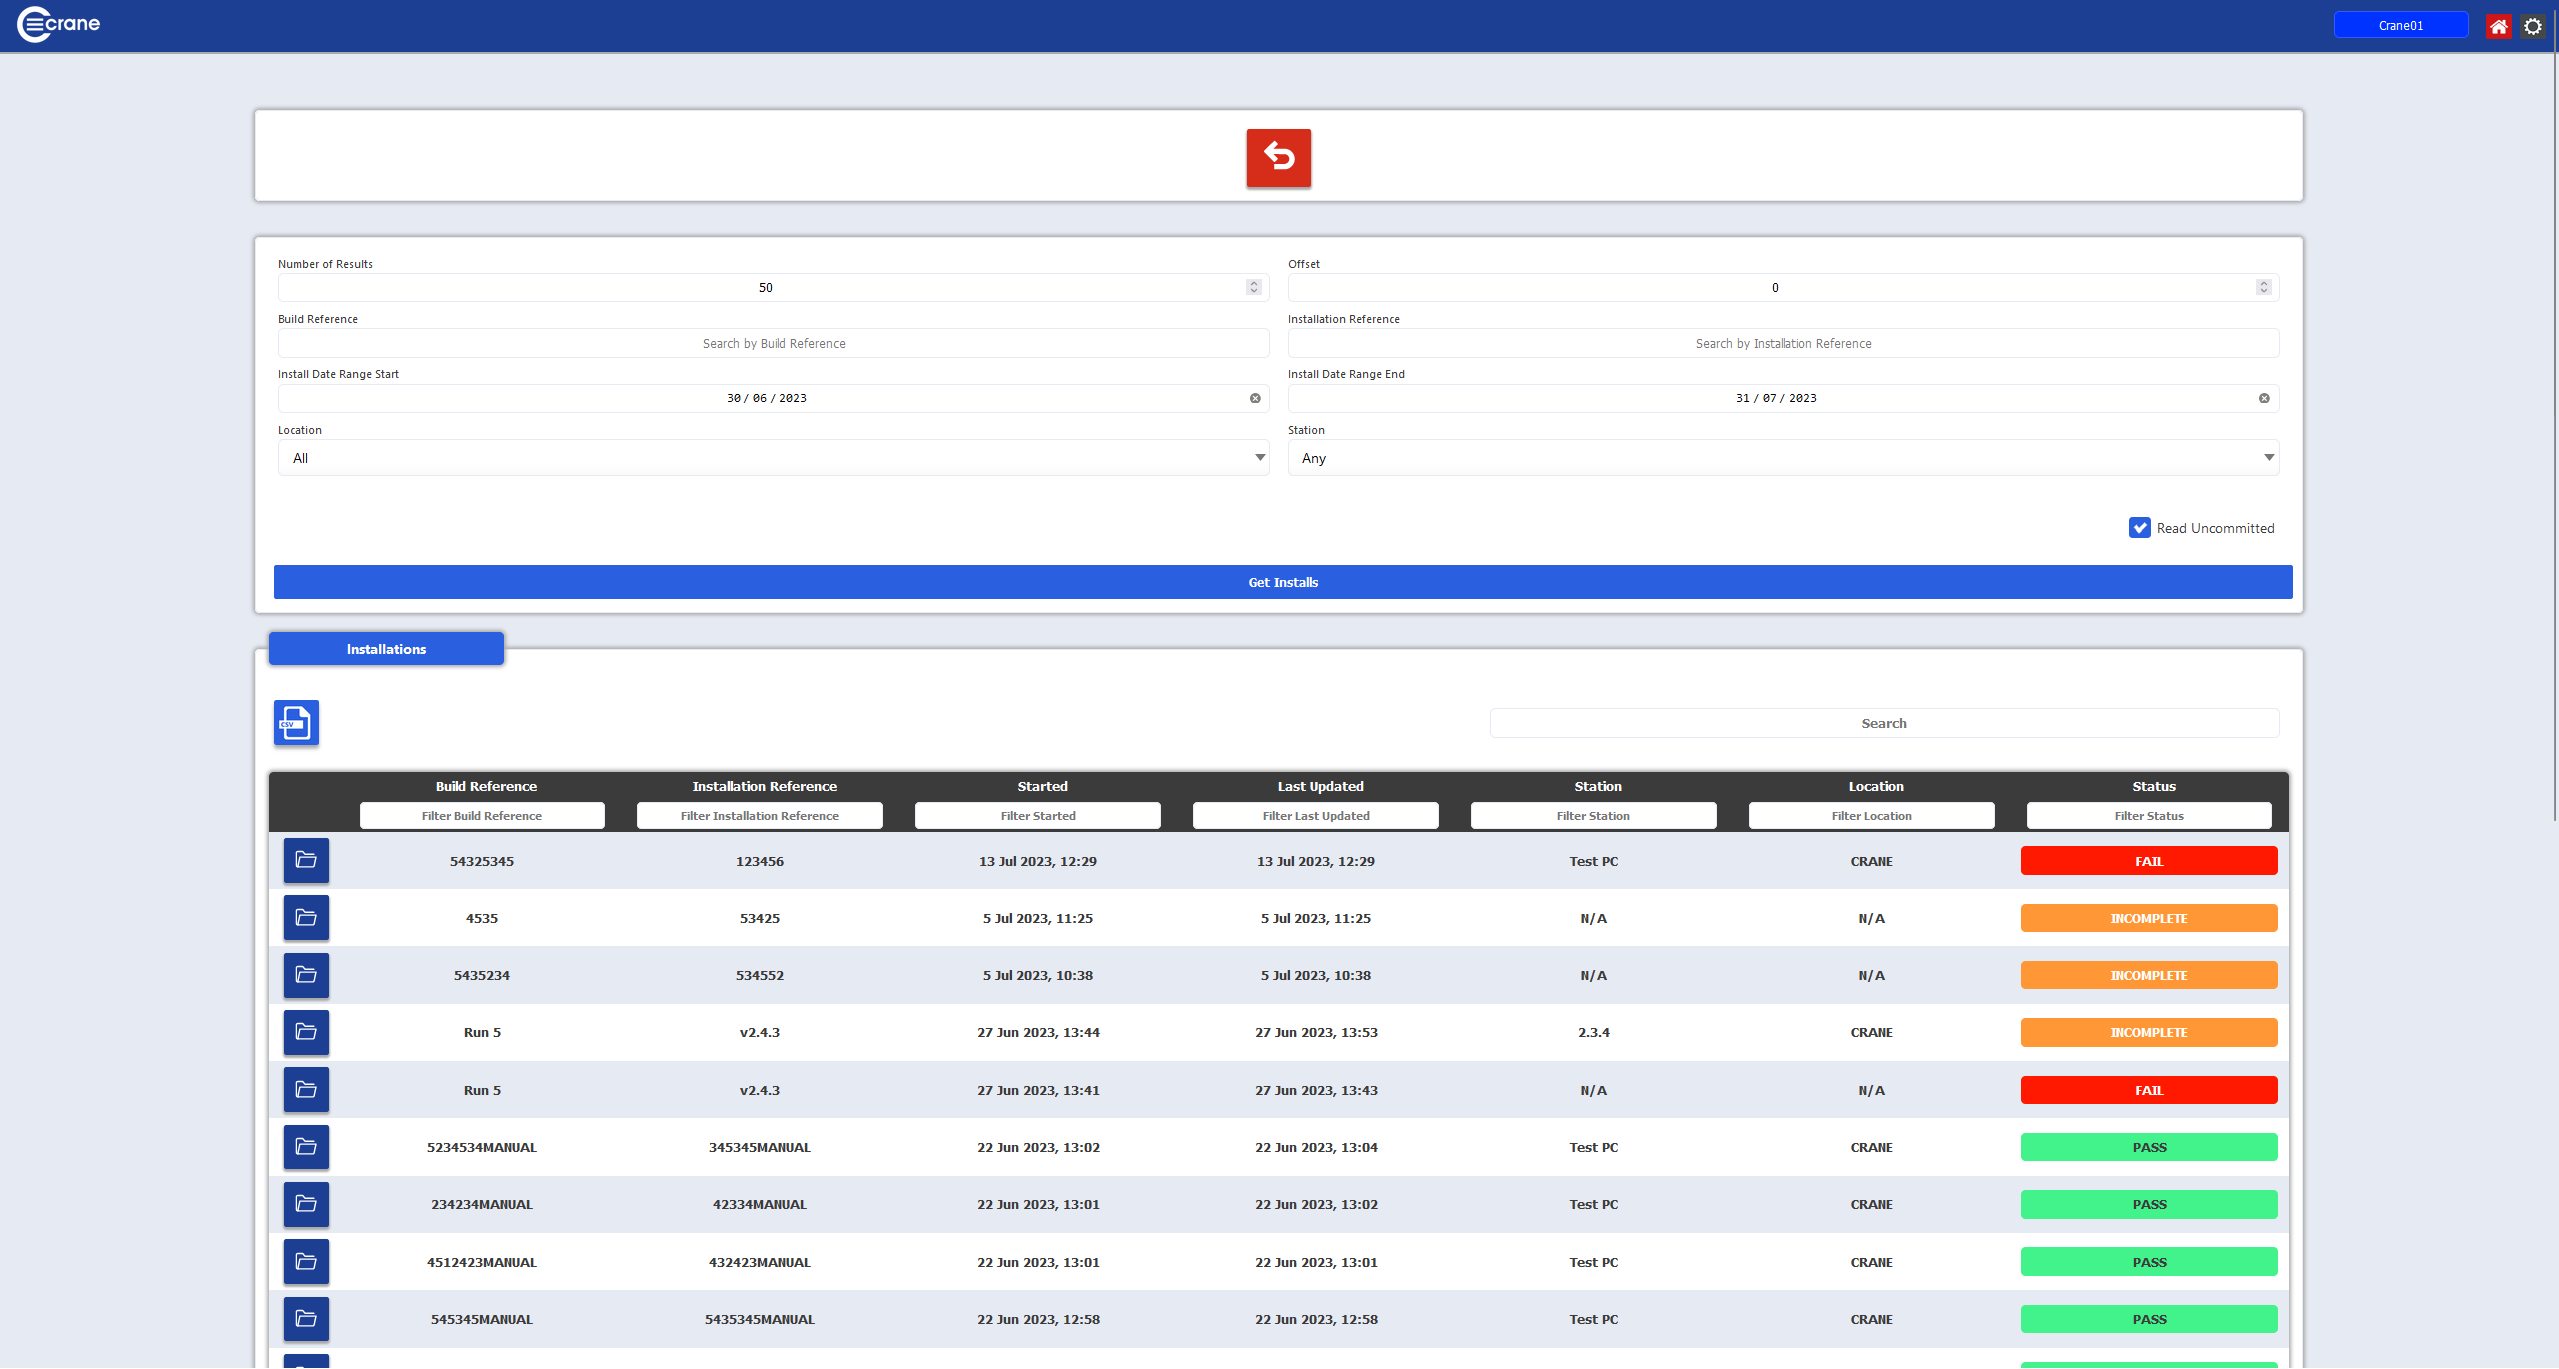 crane
Crane01
Number of Results
Offset
50
0
Build Reference
Installation Reference
Search by Build Reference
Search by Installation Reference
Install Date Range Start
Install Date Range End
30 / 06 / 2023
31 / 07 / 2023
Location
Station
All
Any
Read Uncommitted
Get Installs
Installations
CSV
Search
Build Reference Installation Reference Started Last Updated Station Location Status
Filter Build Reference Filter Installation Reference Filter Started Filter Last Updated Filter Station Filter Location Filter Status
54325345 123456 13 Jul 2023, 12:29 13 Jul 2023, 12:29 Test PC CRANE FAIL
4535 53425 5 Jul 2023, 11:25 5 Jul 2023, 11:25 N/A N/A INCOMPLETE
5435234 534552 5 Jul 2023, 10:38 5 Jul 2023, 10:38 N/A N/A INCOMPLETE
Run 5 v2.4.3 27 Jun 2023, 13:44 27 Jun 2023, 13:53 2.3.4 CRANE INCOMPLETE
Run 5 v2.4.3 27 Jun 2023, 13:41 27 Jun 2023, 13:43 N/A N/A FAIL
5234534MANUAL 345345MANUAL 22 Jun 2023, 13:02 22 Jun 2023, 13:04 Test PC CRANE PASS
234234MANUAL 42334MANUAL 22 Jun 2023, 13:01 22 Jun 2023, 13:02 Test PC CRANE PASS
4512423MANUAL 432423MANUAL 22 Jun 2023, 13:01 22 Jun 2023, 13:01 Test PC CRANE PASS
545345MANUAL 5435345MANUAL 22 Jun 2023, 12:58 22 Jun 2023, 12:58 Test PC CRANE PASS